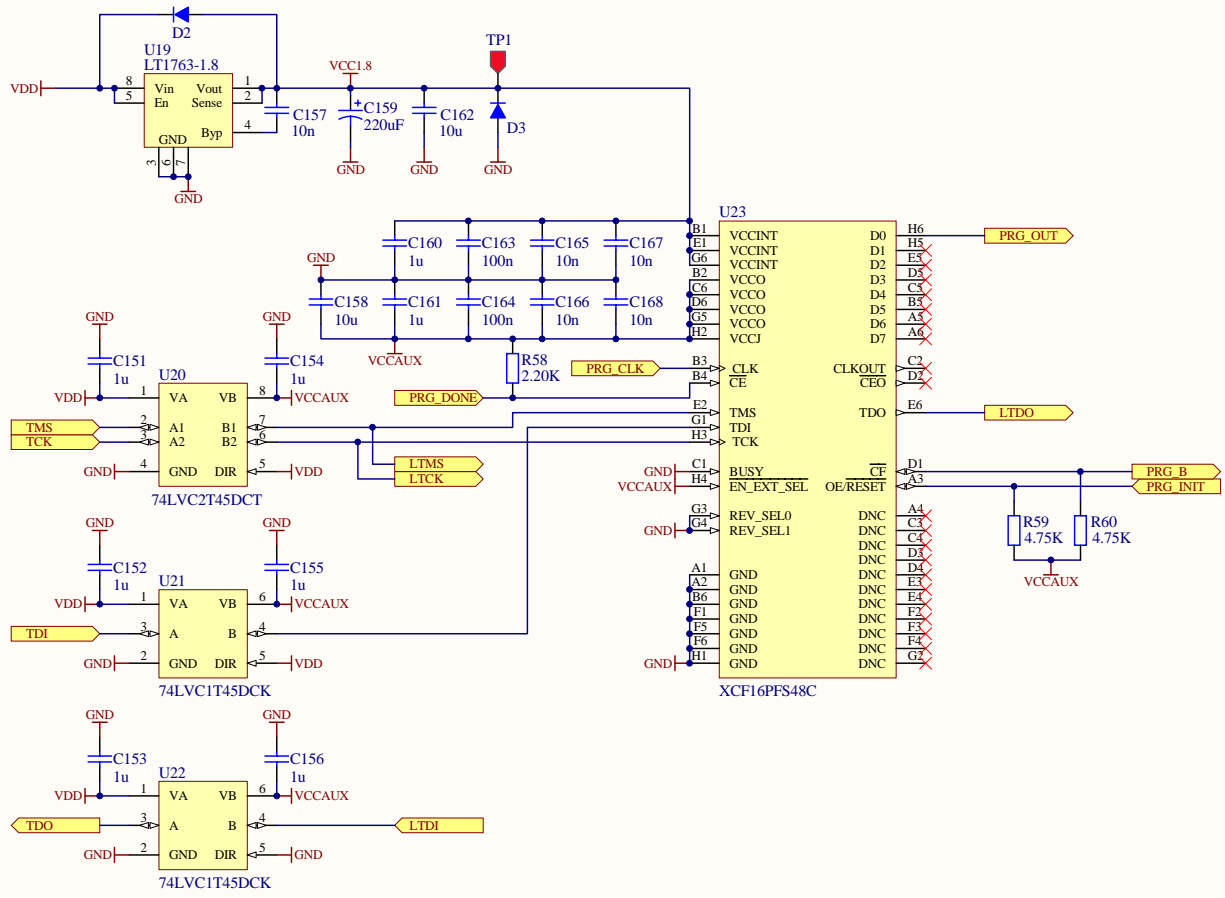 D2
U19
LT1763-1.8
VDD
8 Vin Vout 1
5 En Sense 2
Byp 4
GND
3 6 7
GND
C157
10n
VCC1.8
C159
220uF
GND
C162
10u
GND
TP1
D3
GND
C160
1u
C163
100n
C165
10n
C167
10n
GND
C158
10u
C161
1u
C164
100n
C166
10n
C168
10n
VCCAUX
R58
2.20K
PRG_CLK
PRG_DONE
U23
B1 VCCINT D0 H6
E1 VCCINT D1 H5
G6 VCCINT D2 E5
B2 VCCO D3 D5
C6 VCCO D4 C5
D6 VCCO D5 B5
G5 VCCO D6 A5
H2 VCCJ D7 A6
B3 CLK CLKOUT C2
B4 CE CEO D2
E2 TMS TDO E6
G1 TDI
H3 TCK
GND C1 BUSY CF D1
VCCAUX H4 EN_EXT_SEL OE/RESET A3
G3 REV_SEL0 DNC A4
GND G4 REV_SEL1 DNC C3
DNC C4
DNC D3
A1 GND DNC D4
A2 GND DNC E3
B6 GND DNC E4
F1 GND DNC F2
F5 GND DNC F3
F6 GND DNC F4
GND H1 GND DNC G2
XCF16PFS48C
PRG_OUT
LTDO
PRG_B
PRG_INIT
R59
4.75K
R60
4.75K
VCCAUX
GND
C151
1u
GND
C154
1u
U20
VDD 1 VA VB 8 VCCAUX
TMS 2 A1 B1 7
TCK 3 A2 B2 6
GND 4 GND DIR 5 VDD
74LVC2T45DCT
LTMS
LTCK
GND
C152
1u
GND
C155
1u
U21
VDD 1 VA VB 6 VCCAUX
TDI 3 A B 4
GND 2 GND DIR 5 VDD
74LVC1T45DCK
GND
C153
1u
GND
C156
1u
U22
VDD 1 VA VB 6 VCCAUX
TDO 3 A B 4 LTDI
GND 2 GND DIR 5 GND
74LVC1T45DCK